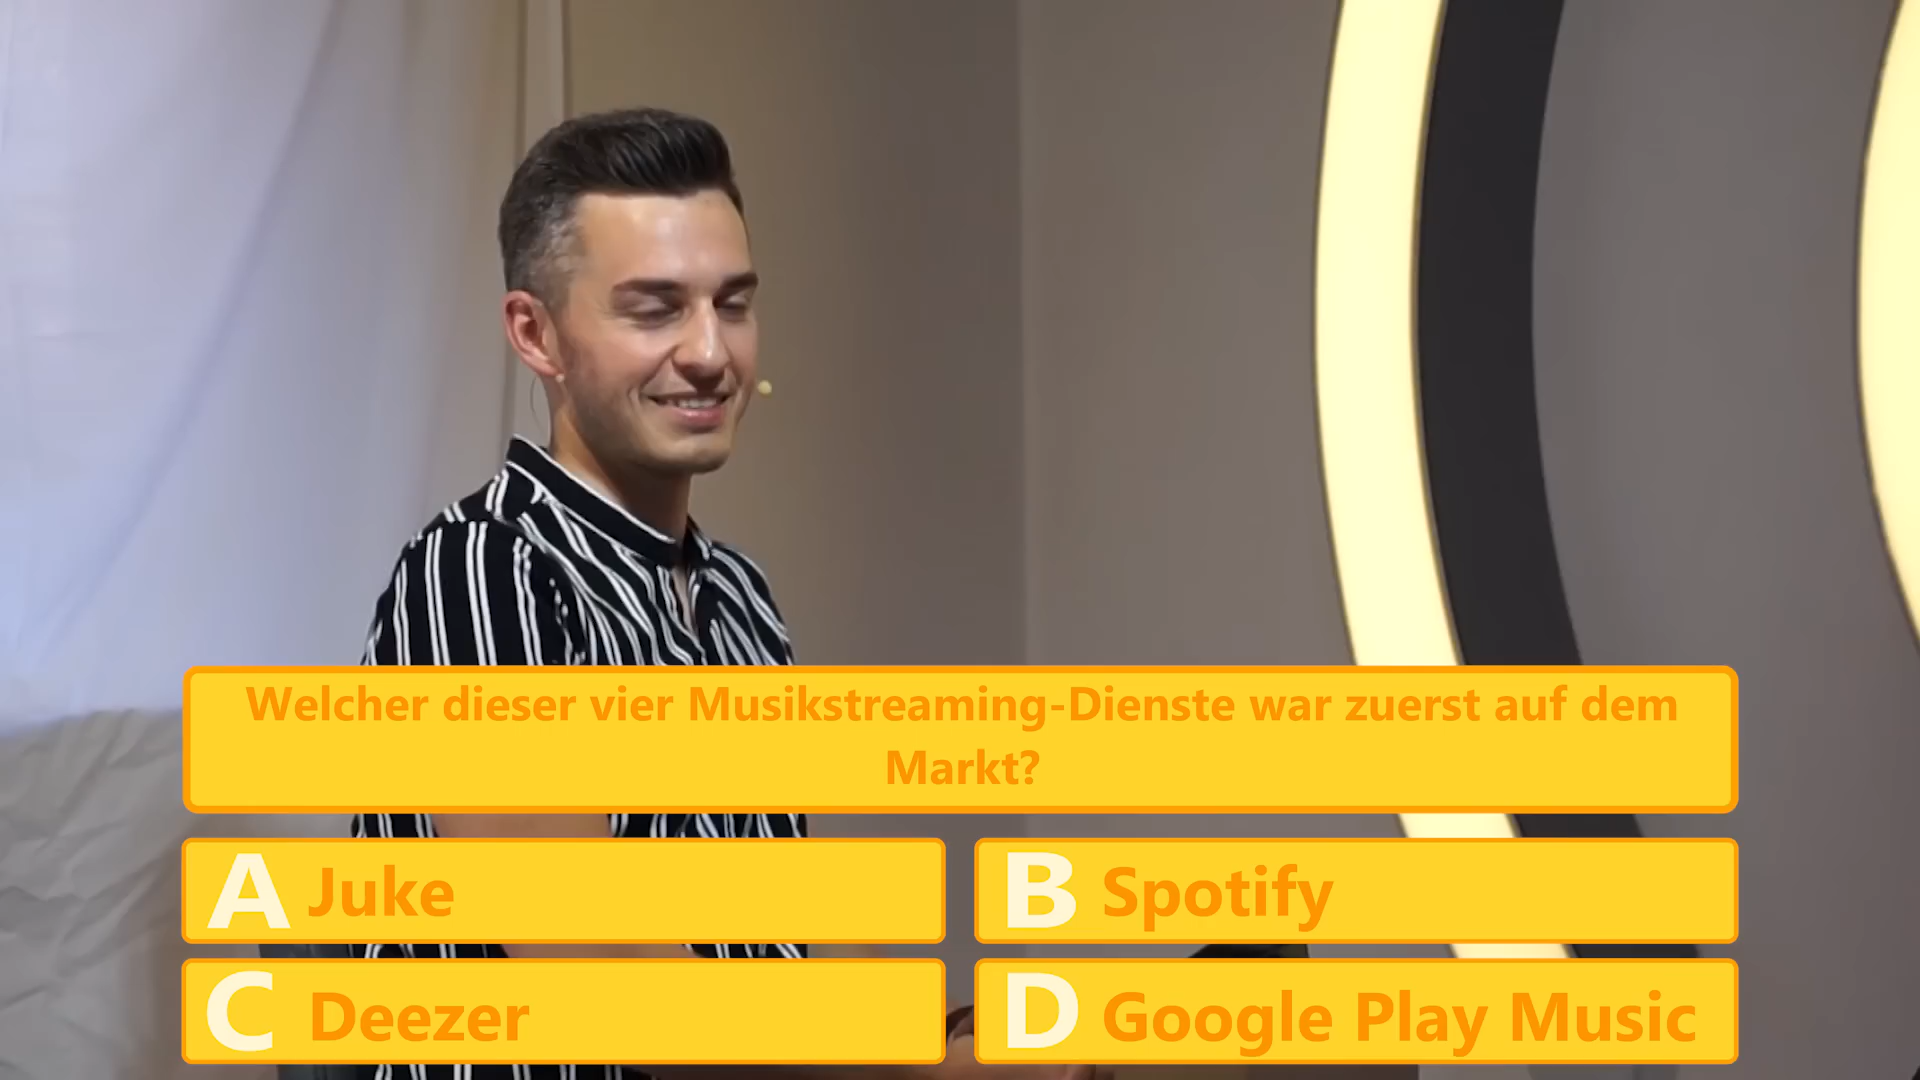 Welcher dieser vier Musikstreaming-Dienste war zuerst auf dem
Markt?
A Juke
B Spotify
C Deezer
D Google Play Music